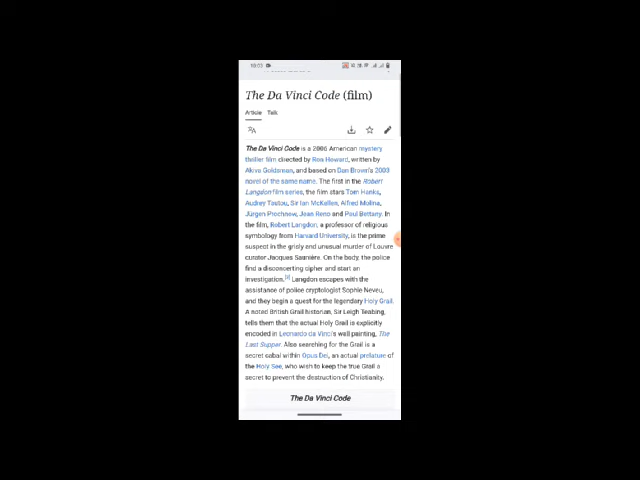 The Da Vinci Code (film)
Article Talk
The Da Vinci Code is a 2006 American mystery
thriller film directed by Ron Howard, written by
Akiva Goldsman, and based on Dan Brown's 2003
novel of the same name. The first in the Robert
Langdon film series, the film stars Tom Hanks,
Audrey Tautou, Sir Ian McKellen, Alfred Molina,
Jürgen Prochnow, Jean Reno and Paul Bettany. In
the film, Robert Langdon, a professor of religious
symbology from Harvard University, is the prime
suspect in the grisly and unusual murder of Louvre
curator Jacques Saunière. On the body, the police
find a disconcerting cipher and start an
investigation. Langdon escapes with the
assistance of police cryptologist Sophie Neveu,
and they begin a quest for the legendary Holy Grail.
A noted British Grail historian, Sir Leigh Teabing,
tells them that the actual Holy Grail is explicitly
encoded in Leonardo da Vinci's wall painting, The
Last Supper. Also searching for the Grail is a
secret cabal within Opus Dei, an actual prelature of
the Holy See, who wish to keep the true Grail a
secret to prevent the destruction of Christianity.
The Da Vinci Code